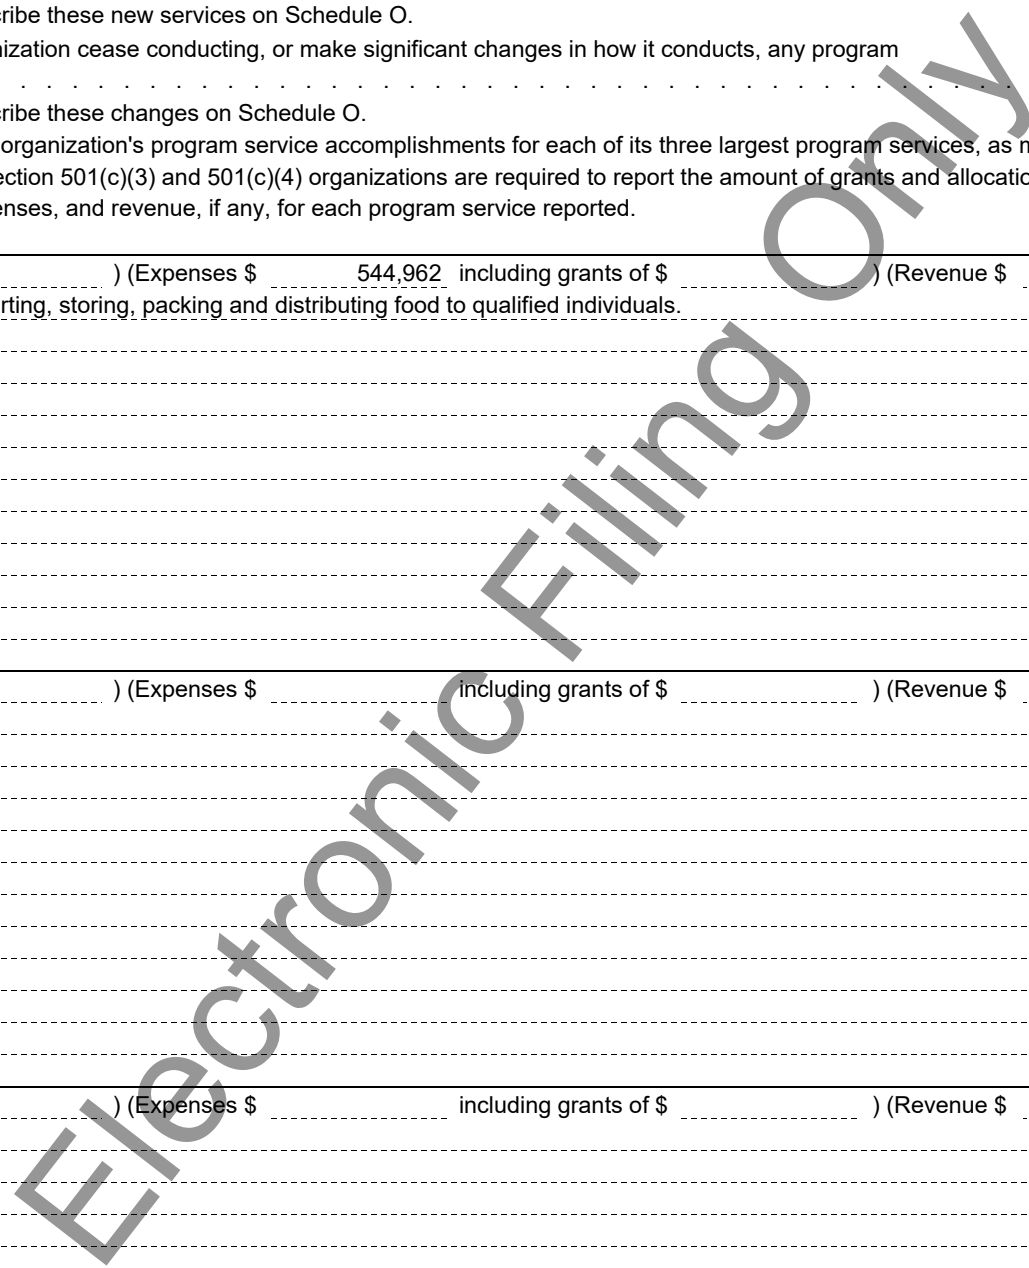 cribe these new services on Schedule O.
nization cease conducting, or make significant changes in how it conducts, any program
. . . . . . . . . . . . . . . . . . . . . . . . . . . . . . . . . . . . . . .
cribe these changes on Schedule O.
organization's program service accomplishments for each of its three largest program services, as m
ection 501(c)(3) and 501(c)(4) organizations are required to report the amount of grants and allocatio
enses, and revenue, if any, for each program service reported.
) (Expenses $ 544,962 including grants of $ ) (Revenue $
rting, storing, packing and distributing food to qualified individuals.
) (Expenses $ including grants of $ ) (Revenue $
) (Expenses $ including grants of $ ) (Revenue $
Electronic Filing Only